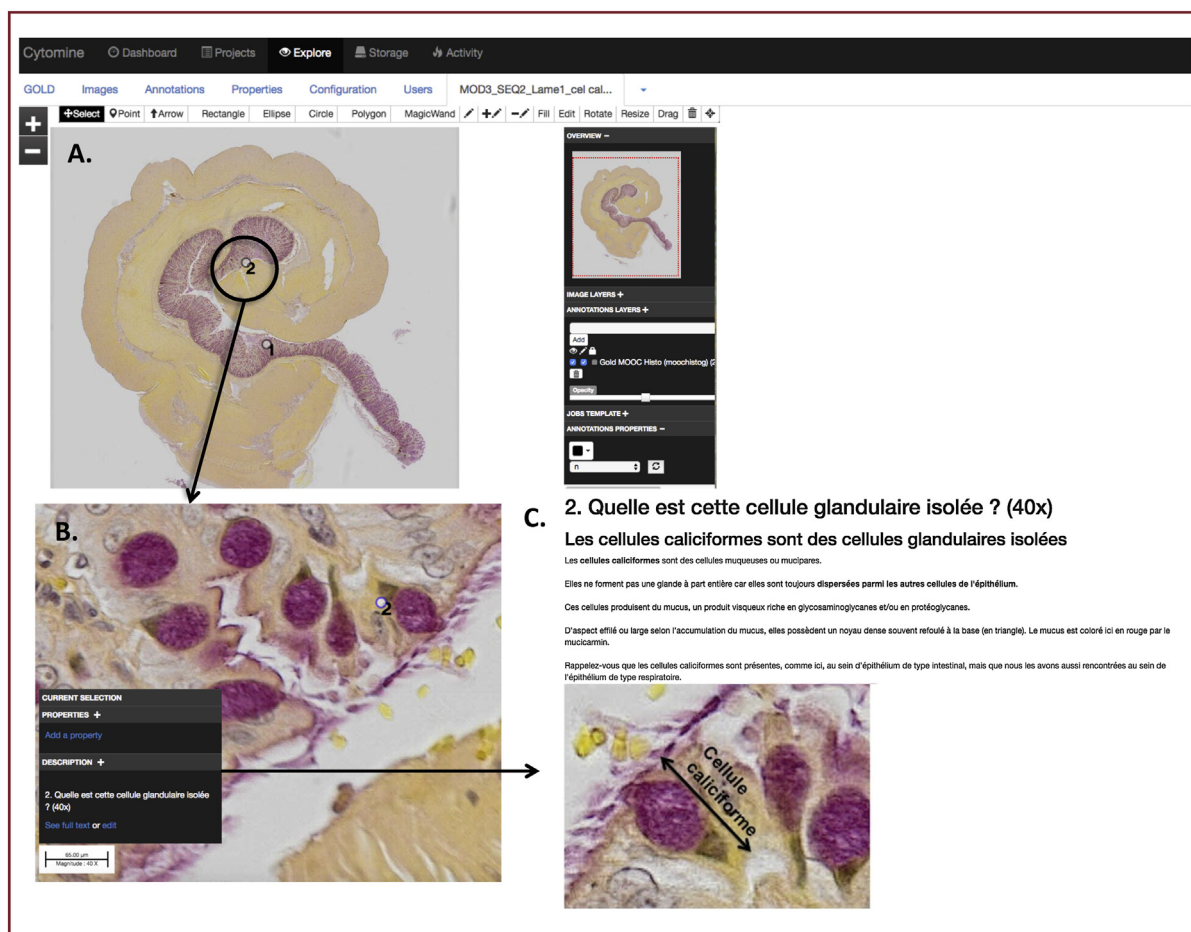 Cytomine Dashboard Projects Explore Storage Activity
GOLD Images Annotations Properties Configuration Users MOD3_SEQ2_Lame1_cel cal...
Select Point Arrow Rectangle Ellipse Circle Polygon MagicWand Fill Edit Rotate Resize Drag
A.
2
1
OVERVIEW −
IMAGE LAYERS +
ANNOTATIONS LAYERS +
Add
Gold MOOC Histo (moochistog) (2
Opacity
JOBS TEMPLATE +
ANNOTATIONS PROPERTIES −
n
B.
2
CURRENT SELECTION
PROPERTIES +
Add a property
DESCRIPTION +
2. Quelle est cette cellule glandulaire isolée
? (40x)
See full text or edit
65.00 µm
Magnitude : 40 X
C.
2. Quelle est cette cellule glandulaire isolée ? (40x)
Les cellules caliciformes sont des cellules glandulaires isolées
Les cellules caliciformes sont des cellules muqueuses ou mucipares.
Elles ne forment pas une glande à part entière car elles sont toujours dispersées parmi les autres cellules de l'épithélium.
Ces cellules produisent du mucus, un produit visqueux riche en glycosaminoglycanes et/ou en protéoglycanes.
D'aspect effilé ou large selon l'accumulation du mucus, elles possèdent un noyau dense souvent refoulé à la base (en triangle). Le mucus est coloré ici en rouge par le
mucicarmin.
Rappelez-vous que les cellules caliciformes sont présentes, comme ici, au sein d'épithélium de type intestinal, mais que nous les avons aussi rencontrées au sein de
l'épithélium de type respiratoire.
Cellule
caliciforme